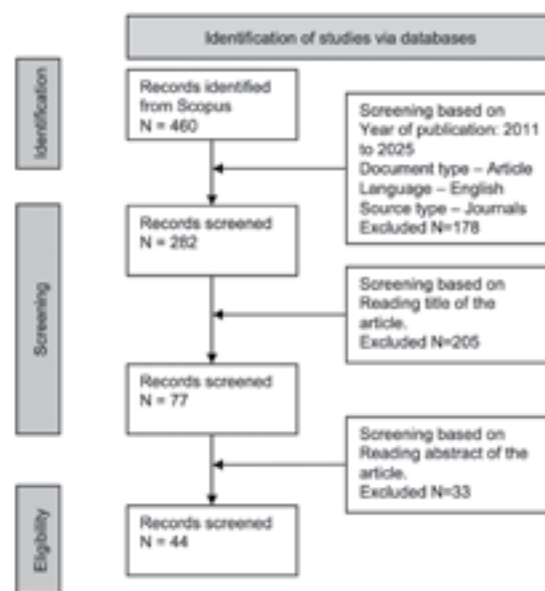 Identification of studies via databases
Identification
Records identified
from Scopus
N = 460
Screening based on
Year of publication: 2011
to 2025
Document type – Article
Language – English
Source type – Journals
Excluded N=178
Screening
Records screened
N = 282
Screening based on
Reading title of the
article.
Excluded N=205
Records screened
N = 77
Screening based on
Reading abstract of the
article.
Excluded N=33
Eligibility
Records screened
N = 44